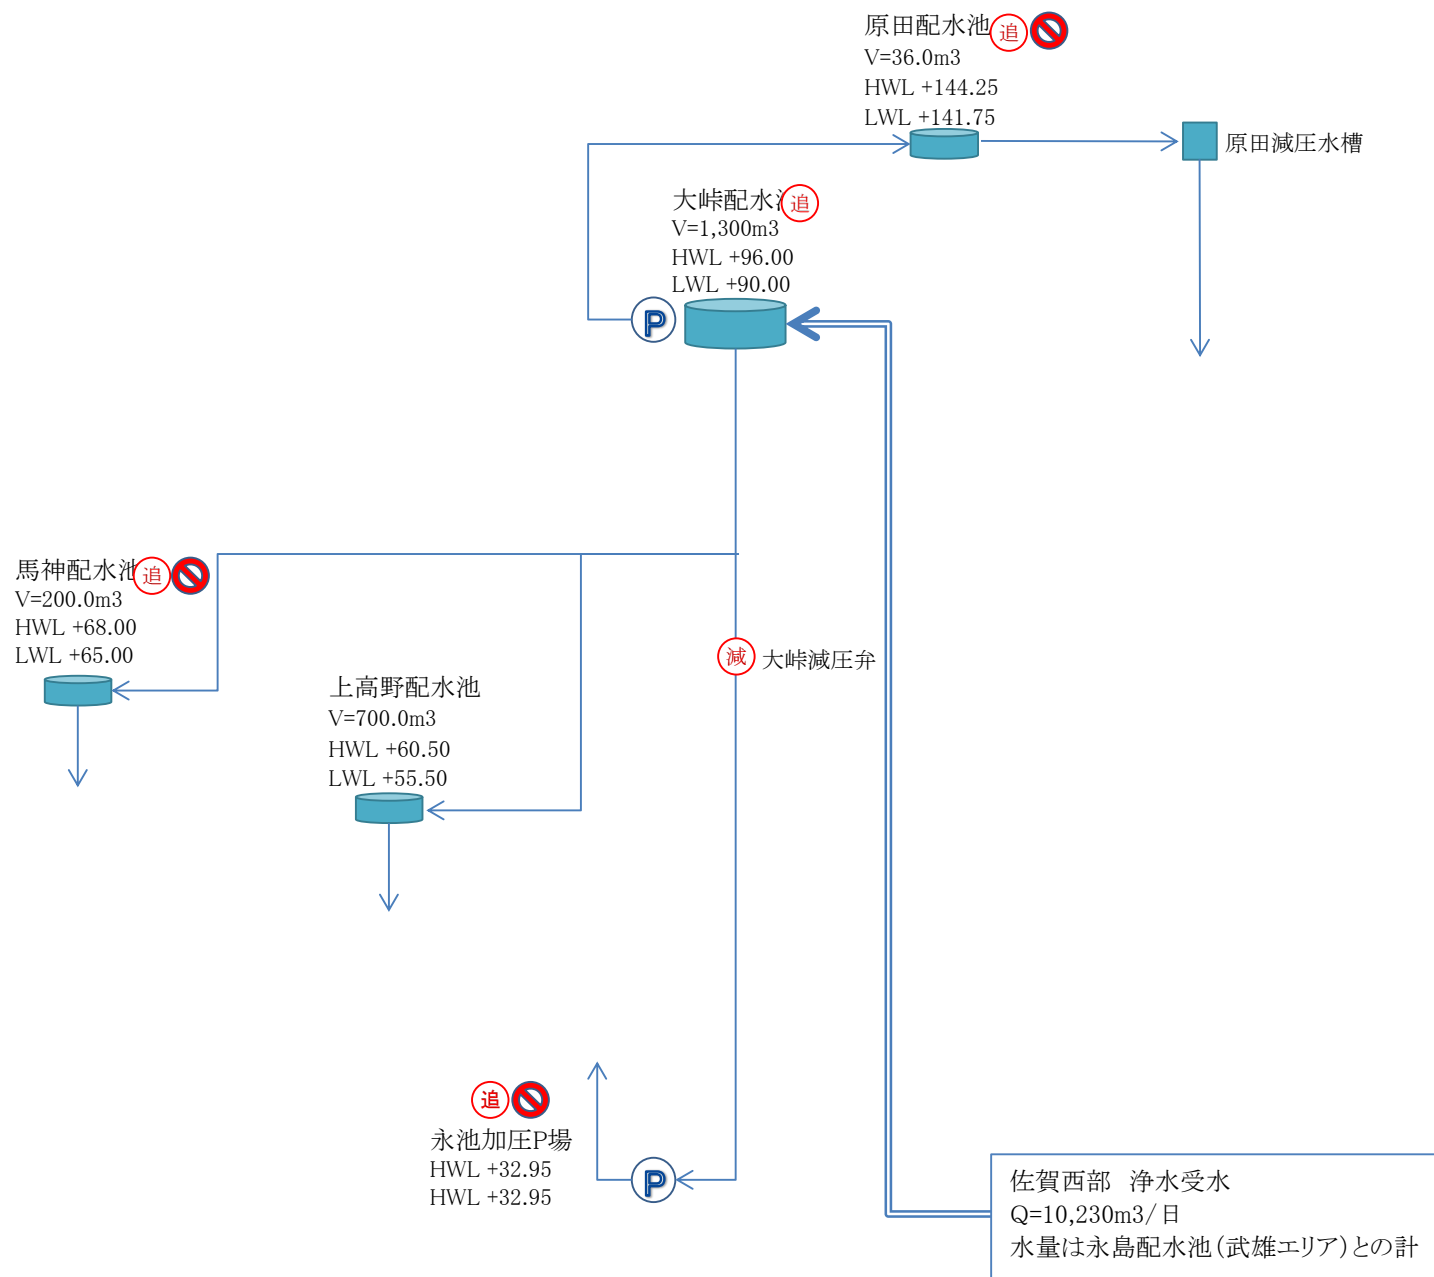 原田配水池 追
V=36.0m3
HWL +144.25
LWL +141.75
原田減圧水槽
大峠配水池 追
V=1,300m3
HWL +96.00
LWL +90.00
P
馬神配水池 追
V=200.0m3
HWL +68.00
LWL +65.00
減 大峠減圧弁
上高野配水池
V=700.0m3
HWL +60.50
LWL +55.50
追
永池加圧P場
HWL +32.95
HWL +32.95
P
佐賀西部 浄水受水
Q=10,230m3/日
水量は永島配水池(武雄エリア)との計